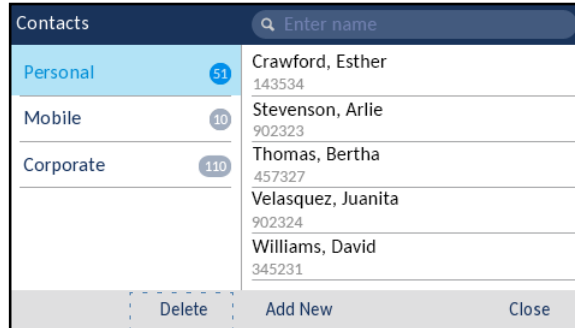 Contacts
Enter name
Personal 51
Mobile 10
Corporate 110
Crawford, Esther
143534
Stevenson, Arlie
902323
Thomas, Bertha
457327
Velasquez, Juanita
902324
Williams, David
345231
Delete Add New Close